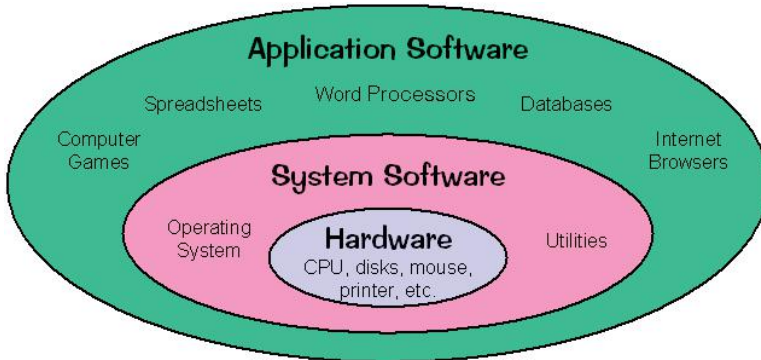 Application Software
Spreadsheets
Word Processors
Databases
Computer
Games
Internet
Browsers
System Software
Operating
System
Utilities
Hardware
CPU, disks, mouse,
printer, etc.